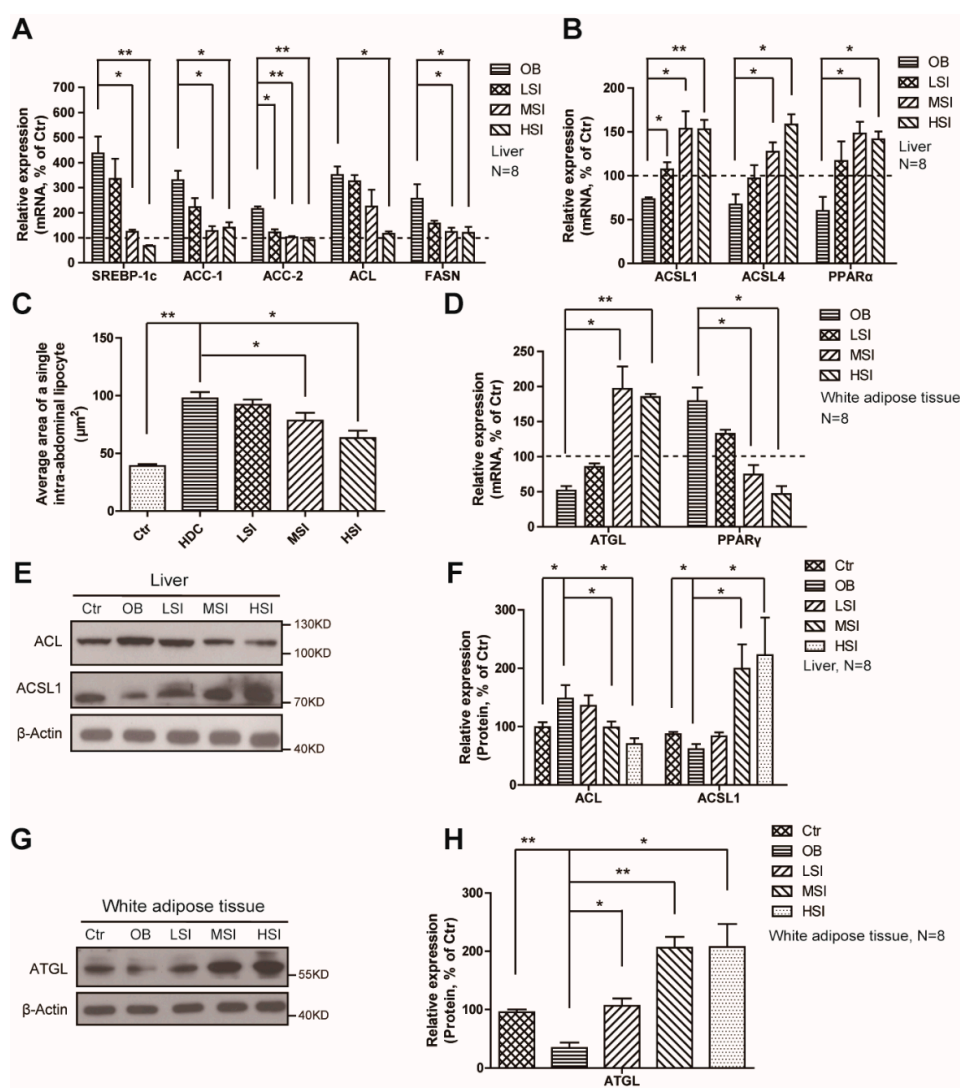 A
** * ** * *
* * ** *
*
OB
LSI
MSI
HSI
Liver
N=8
Relative expression
(mRNA, % of Ctr)
700
600
500
400
300
200
100
0
SREBP-1c ACC-1 ACC-2 ACL FASN
B
** * *
* * *
*
OB
LSI
MSI
HSI
Liver
N=8
Relative expression
(mRNA, % of Ctr)
200
150
100
50
0
ACSL1 ACSL4 PPARα
C
** *
*
Average area of a single
intra-abdominal lipocyte
(μm²)
150
100
50
0
Ctr HDC LSI MSI HSI
D
** *
* *
OB
LSI
MSI
HSI
White adipose tissue
N=8
Relative expression
(mRNA, % of Ctr)
250
200
150
100
50
0
ATGL PPARγ
E
Liver
Ctr OB LSI MSI HSI
ACL
130KD
100KD
ACSL1
70KD
β-Actin
40KD
F
* * * *
* *
Ctr
OB
LSI
MSI
HSI
Liver, N=8
Relative expression
(Protein, % of Ctr)
300
200
100
0
ACL ACSL1
G
White adipose tissue
Ctr OB LSI MSI HSI
ATGL
55KD
β-Actin
40KD
H
** *
**
*
Ctr
OB
LSI
MSI
HSI
White adipose tissue, N=8
Relative expression
(Protein, % of Ctr)
300
200
100
0
ATGL